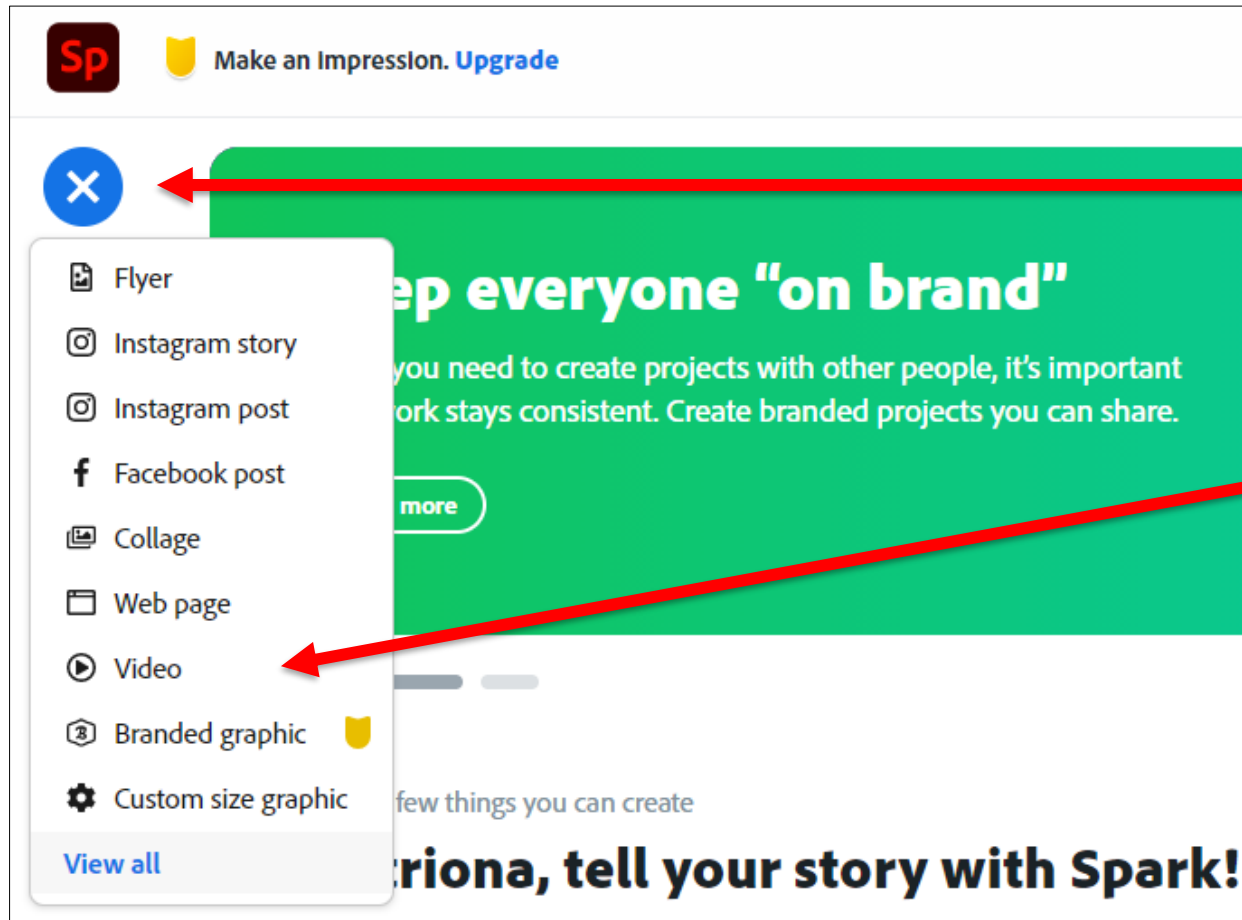 Sp
Make an Impression. Upgrade
Flyer
Instagram story
Instagram post
Facebook post
Collage
Web page
Video
Branded graphic
Custom size graphic
View all
ep everyone “on brand”
you need to create projects with other people, it’s important
ork stays consistent. Create branded projects you can share.
more
few things you can create
triona, tell your story with Spark!